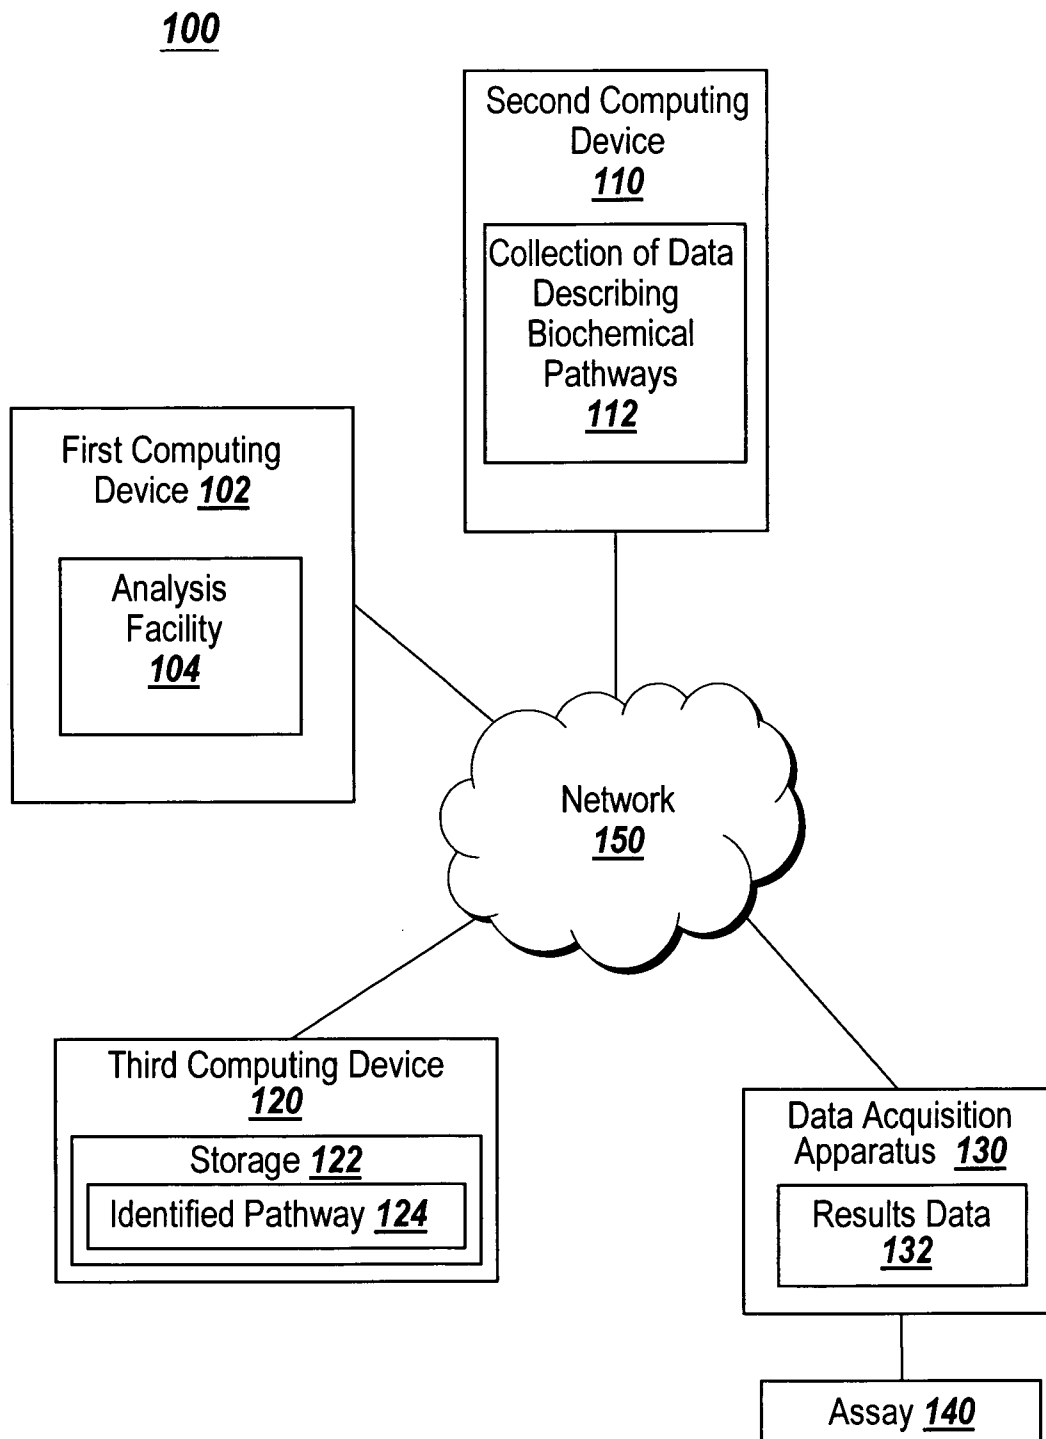 100
Second Computing
Device
110
Collection of Data
Describing
Biochemical
Pathways
112
First Computing
Device 102
Analysis
Facility
104
Network
150
Third Computing Device
120
Storage 122
Identified Pathway 124
Data Acquisition
Apparatus 130
Results Data
132
Assay 140